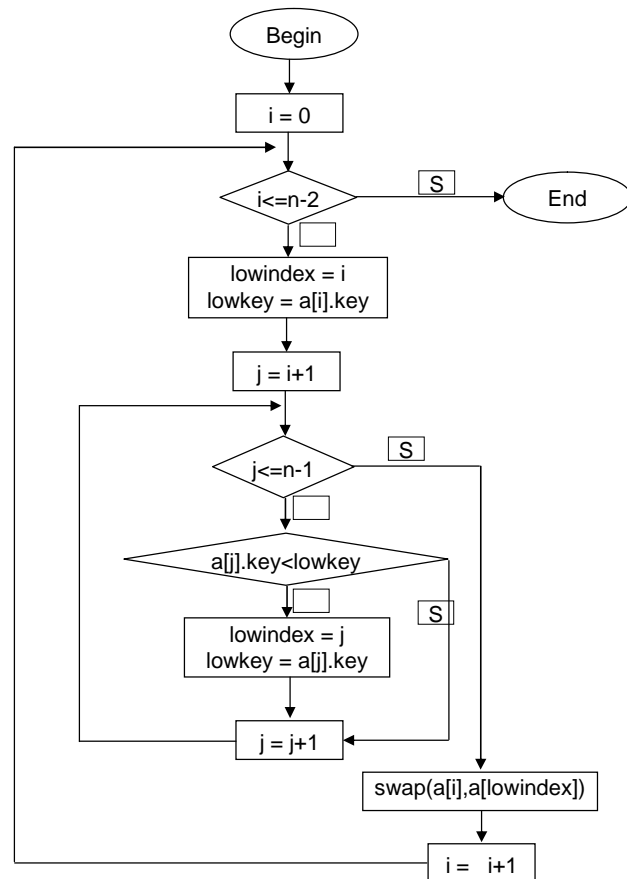 Begin
i = 0
i<=n-2
S
End
lowindex = i
lowkey = a[i].key
j = i+1
j<=n-1
S
a[j].key<lowkey
S
lowindex = j
lowkey = a[j].key
j = j+1
swap(a[i],a[lowindex])
i = i+1